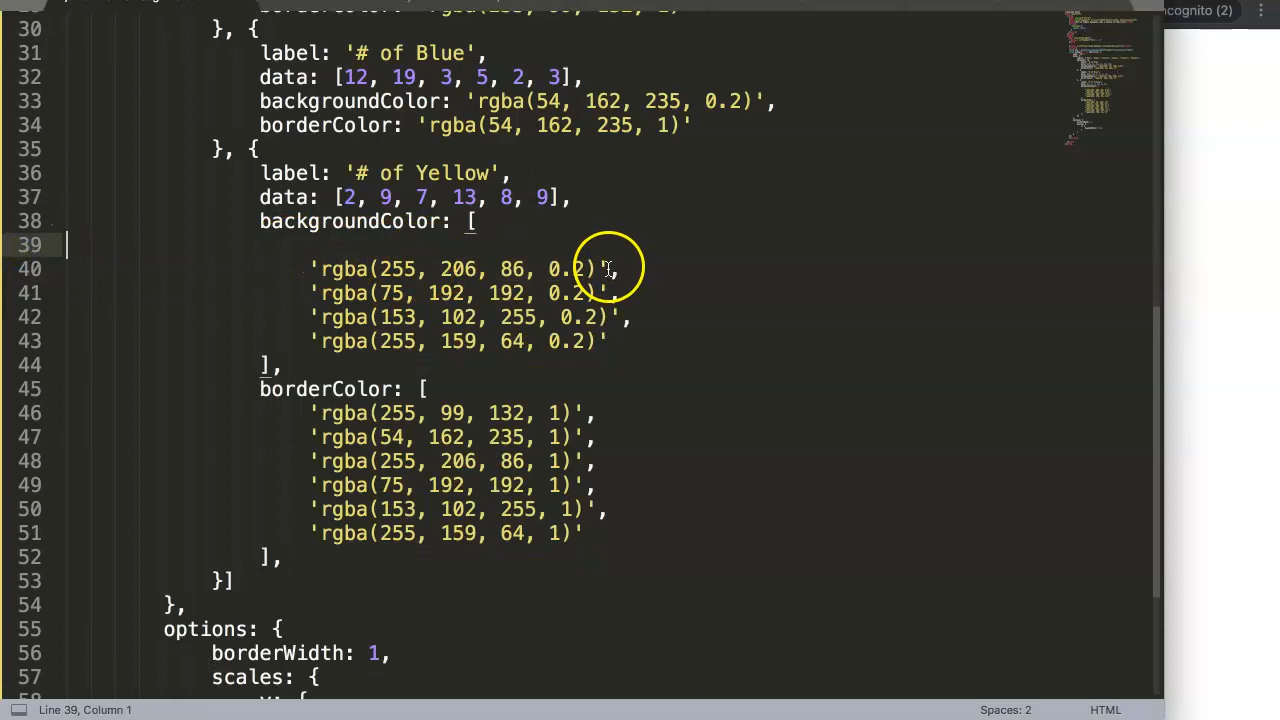 ncognito (2)
30 }, {
31 label: '# of Blue',
32 data: [12, 19, 3, 5, 2, 3],
33 backgroundColor: 'rgba(54, 162, 235, 0.2)',
34 borderColor: 'rgba(54, 162, 235, 1)'
35 }, {
36 label: '# of Yellow',
37 data: [2, 9, 7, 13, 8, 9],
38 backgroundColor: [
39
40 'rgba(255, 206, 86, 0.2)',
41 'rgba(75, 192, 192, 0.2)',
42 'rgba(153, 102, 255, 0.2)',
43 'rgba(255, 159, 64, 0.2)'
44 ],
45 borderColor: [
46 'rgba(255, 99, 132, 1)',
47 'rgba(54, 162, 235, 1)',
48 'rgba(255, 206, 86, 1)',
49 'rgba(75, 192, 192, 1)',
50 'rgba(153, 102, 255, 1)',
51 'rgba(255, 159, 64, 1)'
52 ],
53 }]
54 },
55 options: {
56 borderWidth: 1,
57 scales: {
Line 39, Column 1 Spaces: 2 HTML